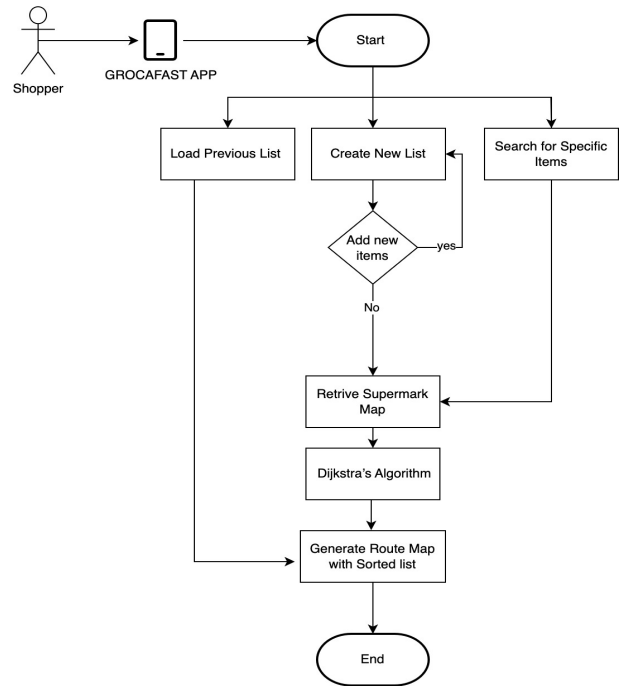 Start
GROCAFAST APP
Shopper
Load Previous List
Create New List
Search for Specific
Items
Add new
items
yes
No
Retrive Supermark
Map
Dijkstra's Algorithm
Generate Route Map
with Sorted list
End